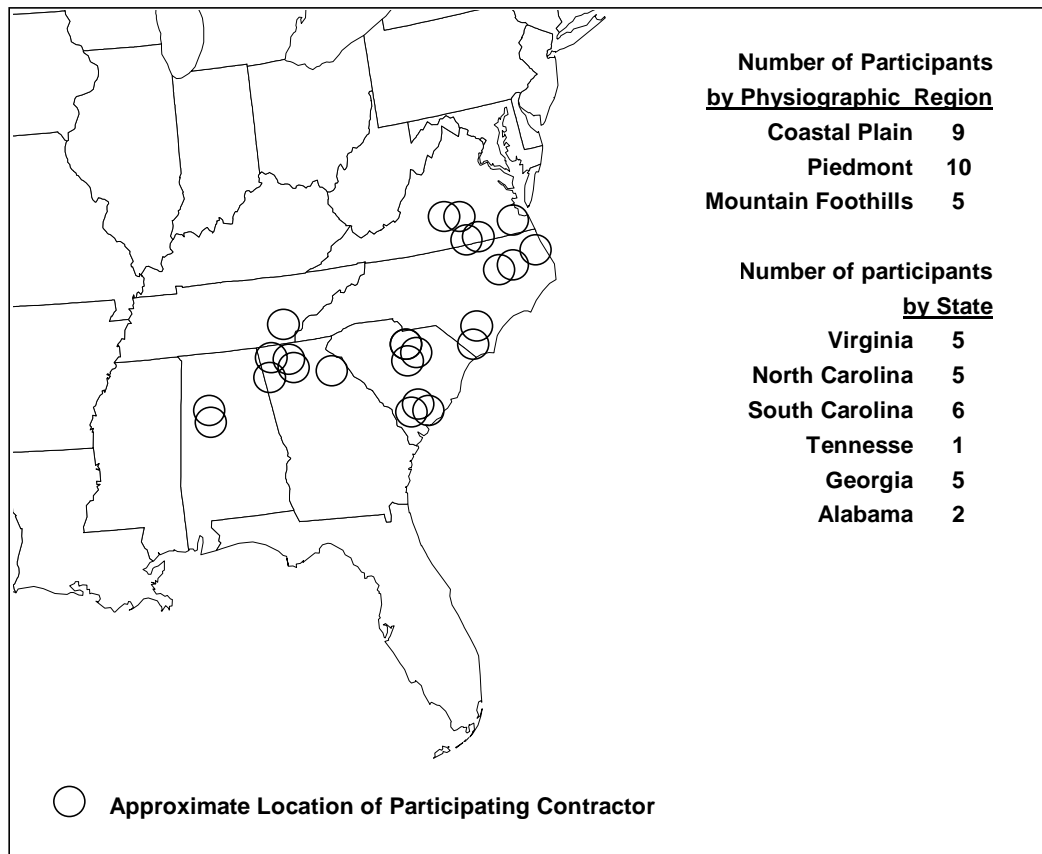 Number of Participants
by Physiographic Region
Coastal Plain 9
Piedmont 10
Mountain Foothills 5
Number of participants
by State
Virginia 5
North Carolina 5
South Carolina 6
Tennesse 1
Georgia 5
Alabama 2
Approximate Location of Participating Contractor